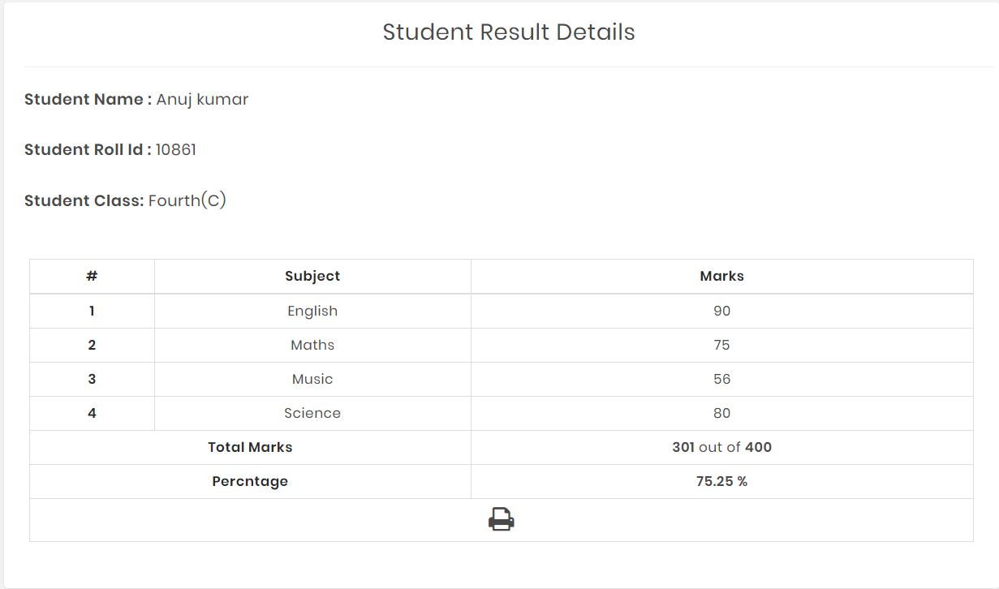 Student Result Details
Student Name : Anuj kumar
Student Roll Id : 10861
Student Class: Fourth(C)
# Subject Marks
1 English 90
2 Maths 75
3 Music 56
4 Science 80
Total Marks 301 out of 400
Percntage 75.25 %